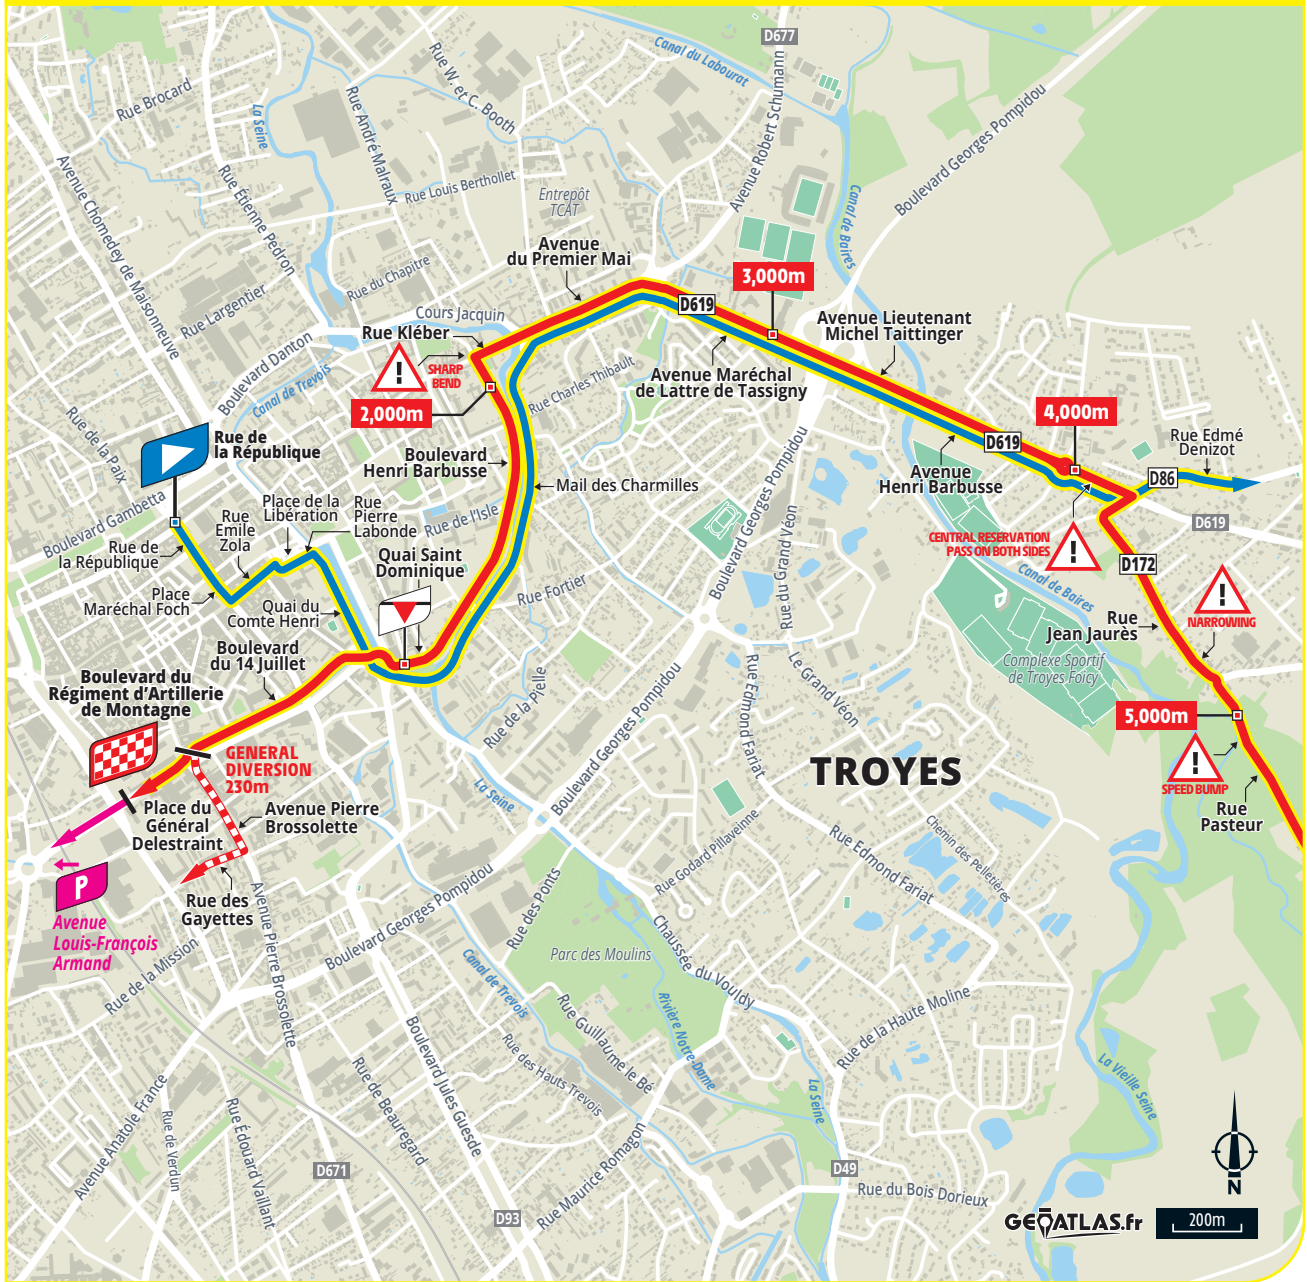 D677
Canal du Labourat
Rue W. et C. Booth
Rue Brocard
La Seine
Rue André Malraux
Avenue Robert Schumann
Boulevard Georges Pompidou
Avenue Chomedey de Maisonneuve
Rue Étienne Pedron
Rue Louis Berthollet
Entrepôt
TCAT
Canal de Baires
Avenue
du Premier Mai
Rue du Chapitre
3,000m
Rue Largentier
D619
Cours Jacquin
Avenue Lieutenant
Michel Taittinger
Rue Kléber
Boulevard Danton
!
SHARP
BEND
Canal de Trevois
Rue Charles Thibault
Avenue Maréchal
de Lattre de Tassigny
2,000m
4,000m
Rue de la Paix
Rue de
la République
Rue Edmé
Denizot
D619
Boulevard
Henri Barbusse
Boulevard Georges Pompidou
Avenue
Henri Barbusse
D86
Mail des Charmilles
Boulevard Gambetta
Place de la
Libération
Rue
Pierre
Labonde
Rue
Emile
Zola
Rue de l'Isle
D619
Rue de
la République
Quai Saint
Dominique
Rue du Grand Véon
CENTRAL RESERVATION
PASS ON BOTH SIDES
!
D172
Place
Maréchal Foch
Quai du
Comte Henri
Rue Fortier
Canal de Baires
!
NARROWING
Rue
Jean Jaurès
Boulevard
du 14 Juillet
Complexe Sportif
de Troyes Foicy
Boulevard du
Régiment d'Artillerie
de Montagne
Rue de la Pielle
Boulevard Georges Pompidou
Rue Edmond Fariat
Le Grand Véon
5,000m
GENERAL
DIVERSION
230m
TROYES
!
SPEED BUMP
La Seine
Place du
Général
Delestraint
Avenue Pierre
Brossolette
Rue
Pasteur
Rue Godard Pillaveinne
Rue Edmond Fariat
Chemin des Pelletières
P
Avenue
Louis-François
Armand
Rue des
Gayettes
Avenue Pierre Brossolette
Boulevard Georges Pompidou
Rue des Ponts
Parc des Moulins
Chaussée du Vouldy
Rue de la Mission
Canal de Trevois
Rivière Notre-Dame
Rue de la Haute Moline
Rue Guillaume le Bé
Boulevard Jules Guesde
Rue des Hauts Trevois
Rue de Beauregard
La Seine
La Vieille Seine
Avenue Anatole France
Rue de Verdun
Rue Édouard Vaillant
Rue Maurice Romagon
D671
D49
Rue du Bois Dorieux
D93
N
GEOATLAS.fr
200m